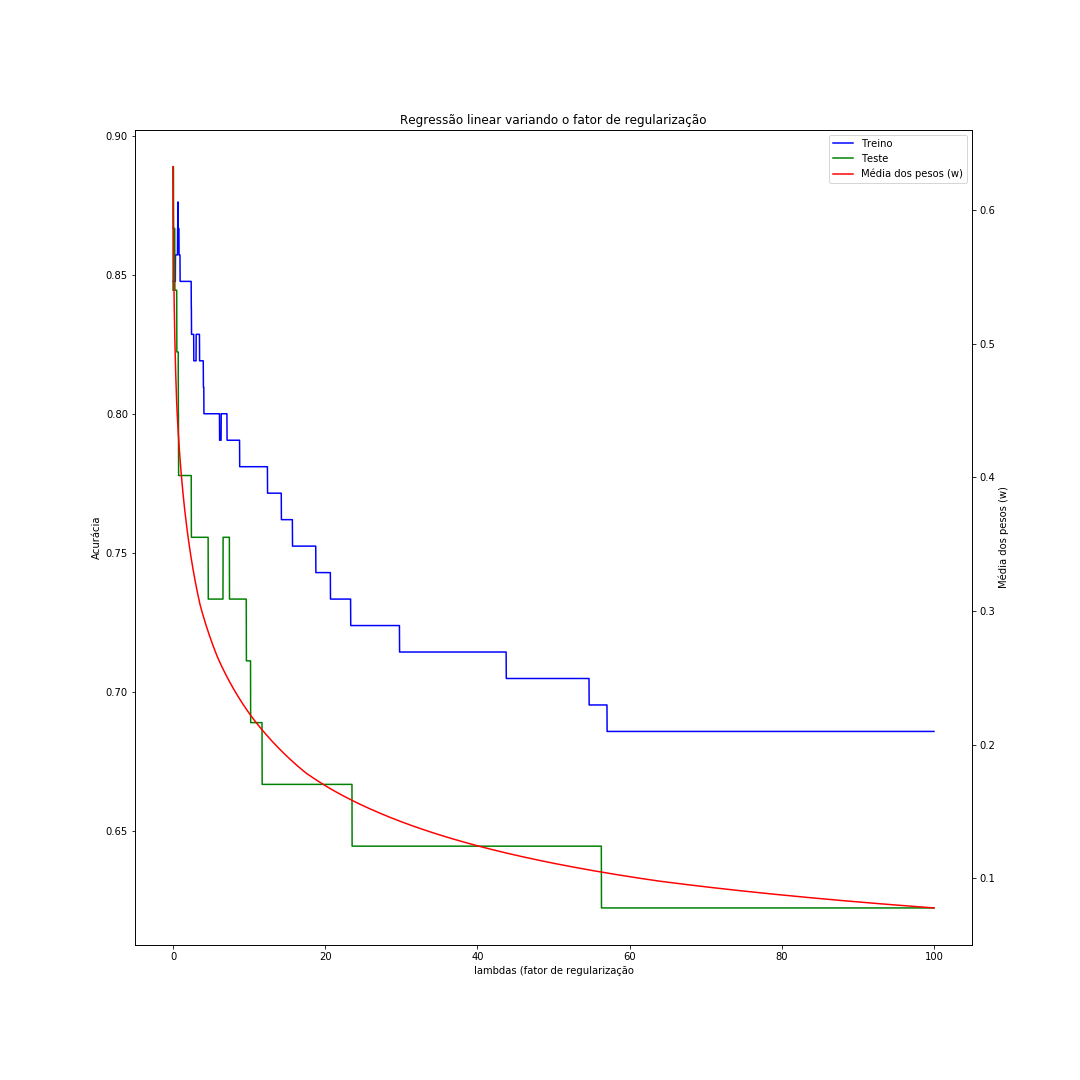 Regressão linear variando o fator de regularização
Treino
Teste
Média dos pesos (w)
0.90
0.85
0.80
0.75
0.70
0.65
Acurácia
0.6
0.5
0.4
0.3
0.2
0.1
Média dos pesos (w)
0 20 40 60 80 100
lambdas (fator de regularização